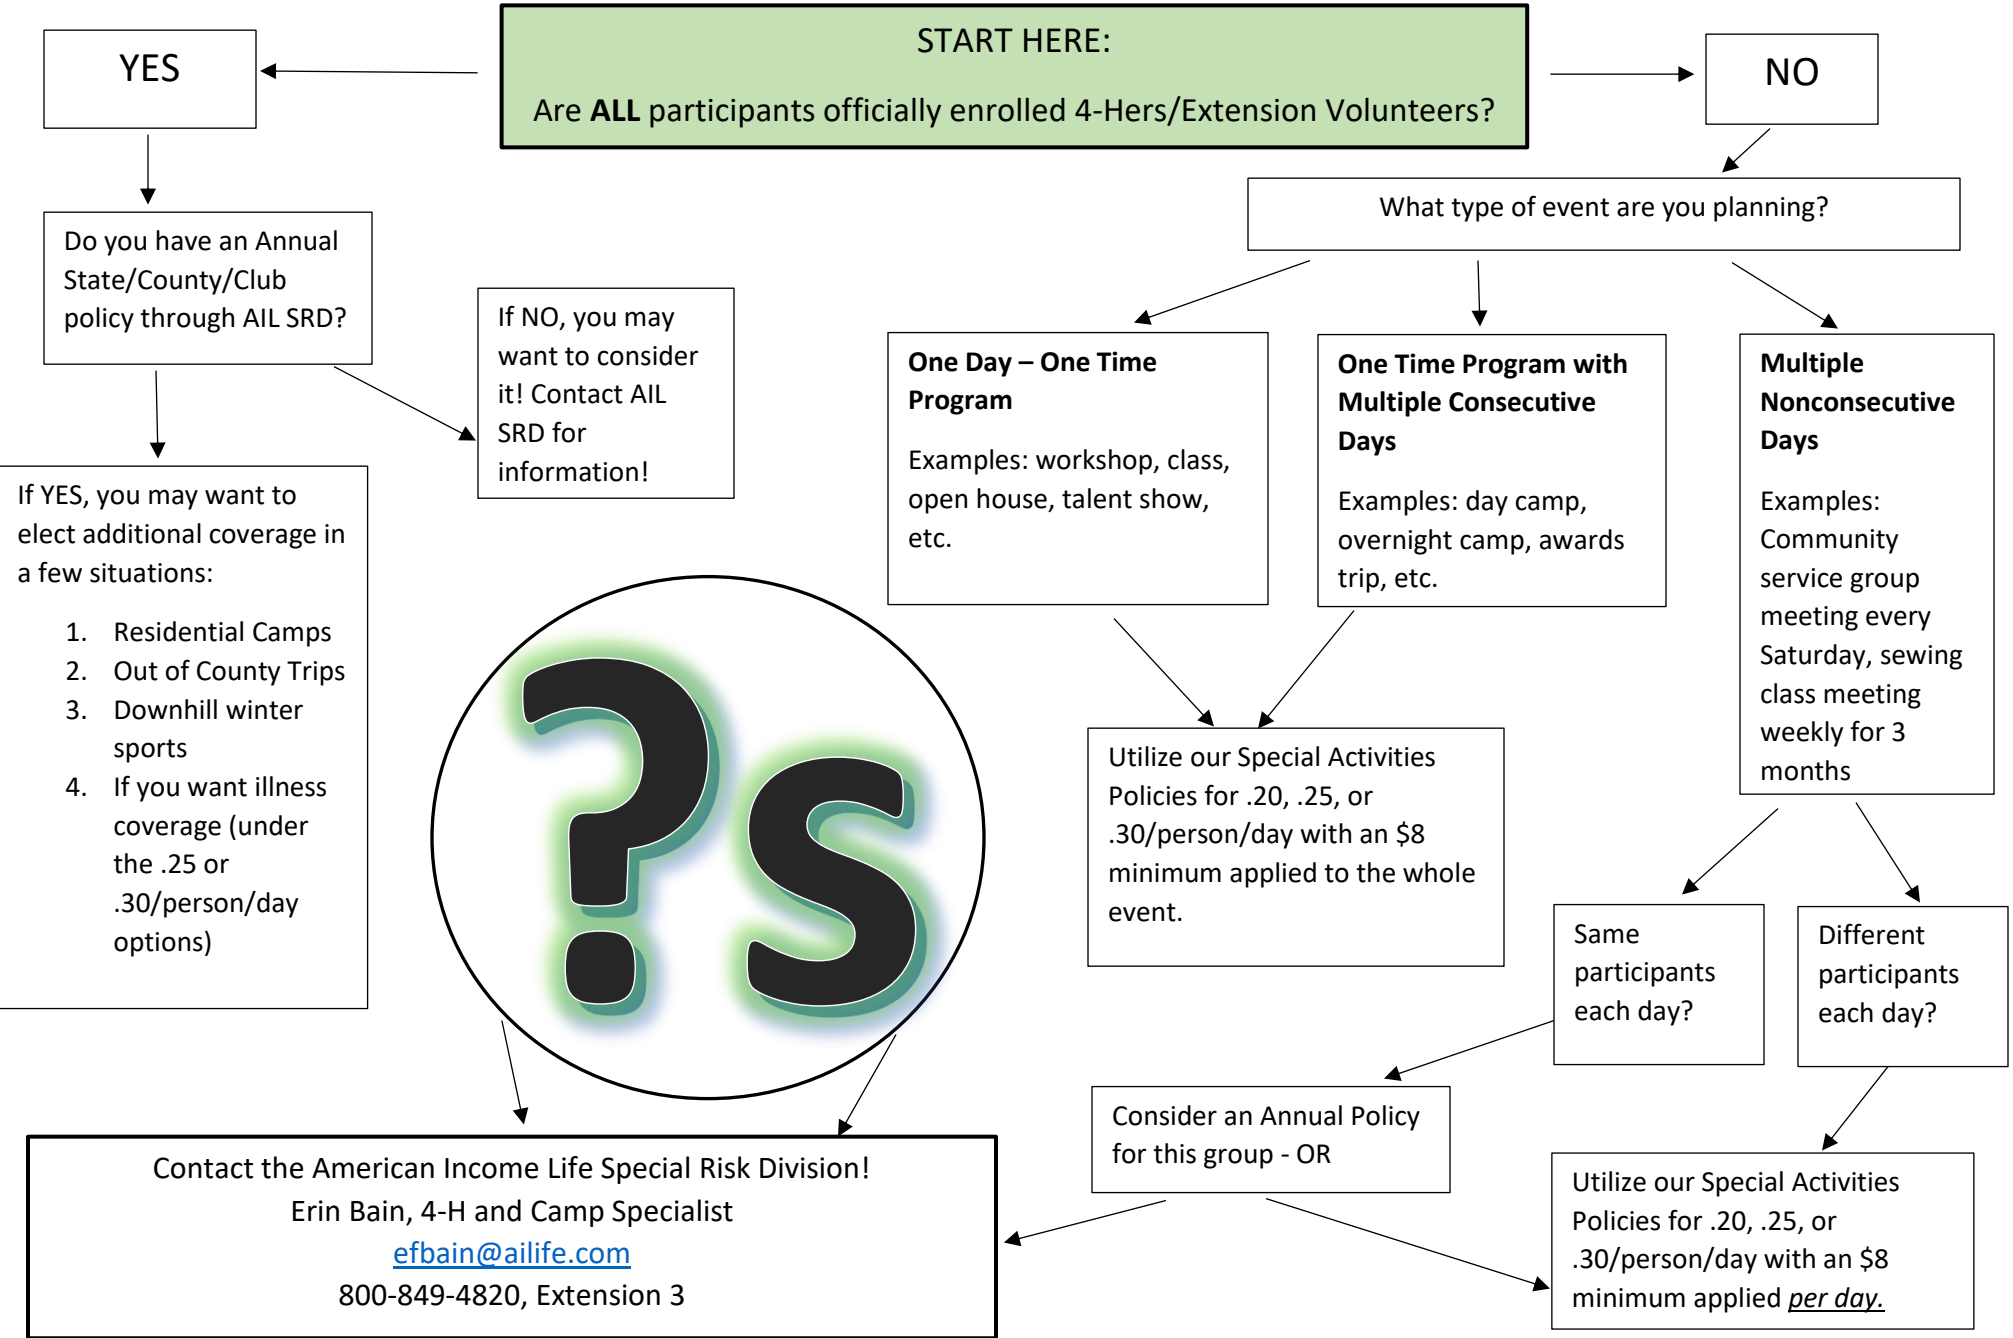 START HERE:
Are ALL participants officially enrolled 4-Hers/Extension Volunteers?
YES
NO
Do you have an Annual
State/County/Club
policy through AIL SRD?
If NO, you may
want to consider
it! Contact AIL
SRD for
information!
If YES, you may want to
elect additional coverage in
a few situations:
1. Residential Camps
2. Out of County Trips
3. Downhill winter
sports
4. If you want illness
coverage (under
the .25 or
.30/person/day
options)
What type of event are you planning?
One Day – One Time
Program
Examples: workshop, class,
open house, talent show,
etc.
One Time Program with
Multiple Consecutive
Days
Examples: day camp,
overnight camp, awards
trip, etc.
Multiple
Nonconsecutive
Days
Examples:
Community
service group
meeting every
Saturday, sewing
class meeting
weekly for 3
months
Utilize our Special Activities
Policies for .20, .25, or
.30/person/day with an $8
minimum applied to the whole
event.
Same
participants
each day?
Different
participants
each day?
Consider an Annual Policy
for this group - OR
Utilize our Special Activities
Policies for .20, .25, or
.30/person/day with an $8
minimum applied per day.
?s
Contact the American Income Life Special Risk Division!
Erin Bain, 4-H and Camp Specialist
efbain@ailife.com
800-849-4820, Extension 3